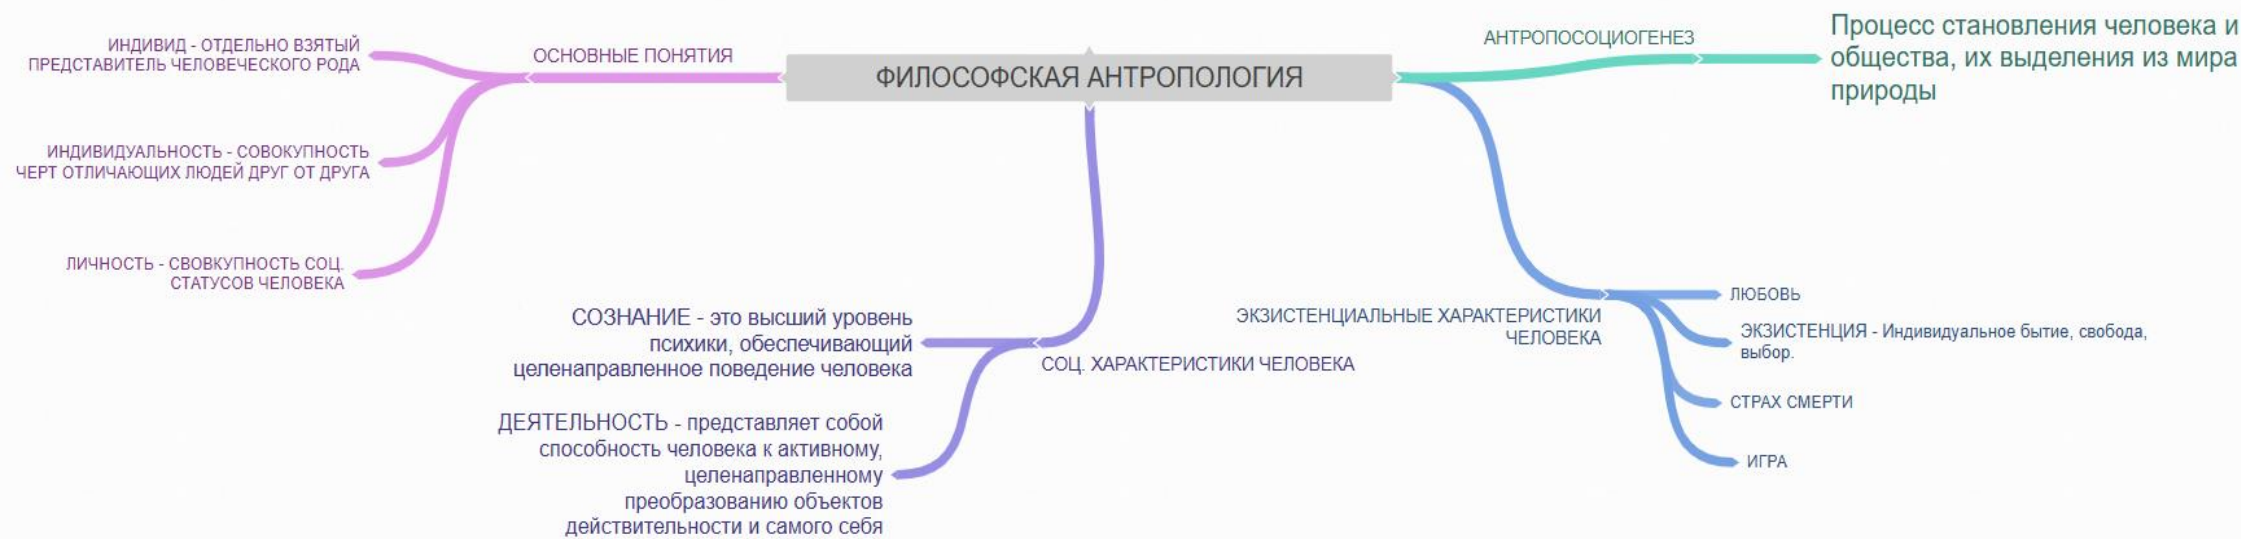 ФИЛОСОФСКАЯ АНТРОПОЛОГИЯ
ОСНОВНЫЕ ПОНЯТИЯ
ИНДИВИД - ОТДЕЛЬНО ВЗЯТЫЙ
ПРЕДСТАВИТЕЛЬ ЧЕЛОВЕЧЕСКОГО РОДА
ИНДИВИДУАЛЬНОСТЬ - СОВОКУПНОСТЬ
ЧЕРТ ОТЛИЧАЮЩИХ ЛЮДЕЙ ДРУГ ОТ ДРУГА
ЛИЧНОСТЬ - СВОВКУПНОСТЬ СОЦ.
СТАТУСОВ ЧЕЛОВЕКА
СОЦ. ХАРАКТЕРИСТИКИ ЧЕЛОВЕКА
СОЗНАНИЕ - это высший уровень
психики, обеспечивающий
целенаправленное поведение человека
ДЕЯТЕЛЬНОСТЬ - представляет собой
способность человека к активному,
целенаправленному
преобразованию объектов
действительности и самого себя
АНТРОПОСОЦИОГЕНЕЗ
Процесс становления человека и
общества, их выделения из мира
природы
ЭКЗИСТЕНЦИАЛЬНЫЕ ХАРАКТЕРИСТИКИ
ЧЕЛОВЕКА
ЛЮБОВЬ
ЭКЗИСТЕНЦИЯ - Индивидуальное бытие, свобода,
выбор.
СТРАХ СМЕРТИ
ИГРА